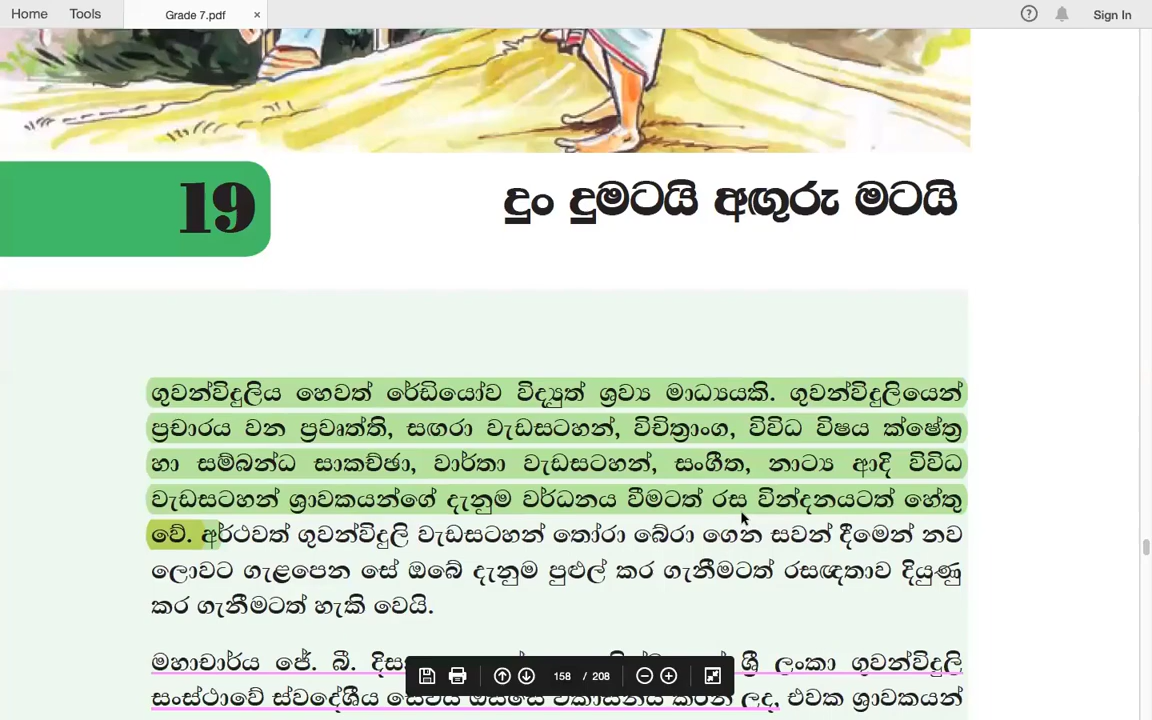 Home Tools Grade 7.pdf × Sign In
19 දුං දුමටයි අඟුරු මටයි
ගුවන්විදුලිය හෙවත් රේඩියෝව විද්‍යුත් ශ්‍රව්‍ය මාධ්‍යයකි. ගුවන්විදුලියෙන්
ප්‍රචාරය වන ප්‍රවෘත්ති, සඟරා වැඩසටහන්, විචිත්‍රාංග, විවිධ විෂය ක්ෂේත්‍ර
හා සම්බන්ධ සාකච්ඡා, වාර්තා වැඩසටහන්, සංගීත, නාට්‍ය ආදි විවිධ
වැඩසටහන් ශ්‍රාවකයන්ගේ දැනුම වර්ධනය වීමටත් රස වින්දනයටත් හේතු
වේ. අර්ථවත් ගුවන්විදුලි වැඩසටහන් තෝරා බේරා ගෙන සවන් දීමෙන් නව
ලොවට ගැළපෙන සේ ඔබේ දැනුම පුළුල් කර ගැනීමටත් රසඥතාව දියුණු
කර ගැනීමටත් හැකි වෙයි.
මහාචාර්ය ජේ. බී. ශ්‍රී ලංකා ගුවන්විදුලි
158 / 208
සංස්ථාවේ ස්වදේශීය ලද, එවක ශ්‍රාවකයන්